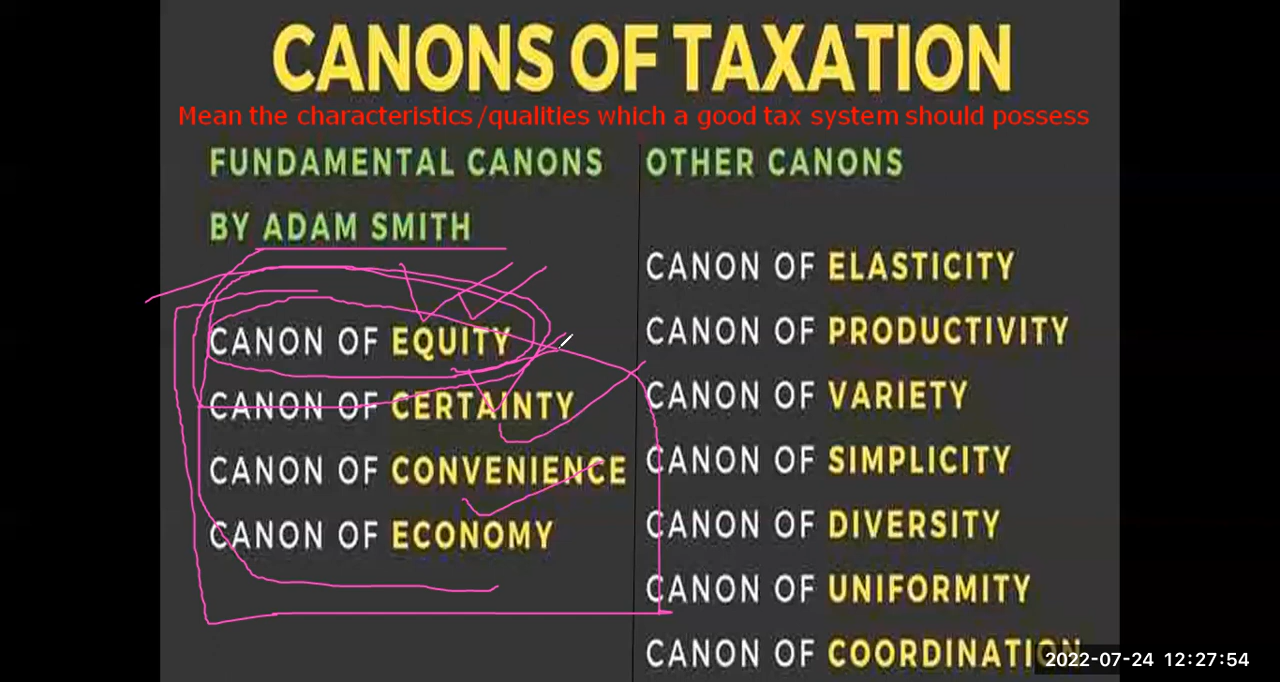 CANONS OF TAXATION
Mean the characteristics /qualities which a good tax system should possess
FUNDAMENTAL CANONS
BY ADAM SMITH
CANON OF EQUITY
CANON OF CERTAINTY
CANON OF CONVENIENCE
CANON OF ECONOMY
OTHER CANONS
CANON OF ELASTICITY
CANON OF PRODUCTIVITY
CANON OF VARIETY
CANON OF SIMPLICITY
CANON OF DIVERSITY
CANON OF UNIFORMITY
CANON OF COORDINATION
2022-07-24 12:27:54